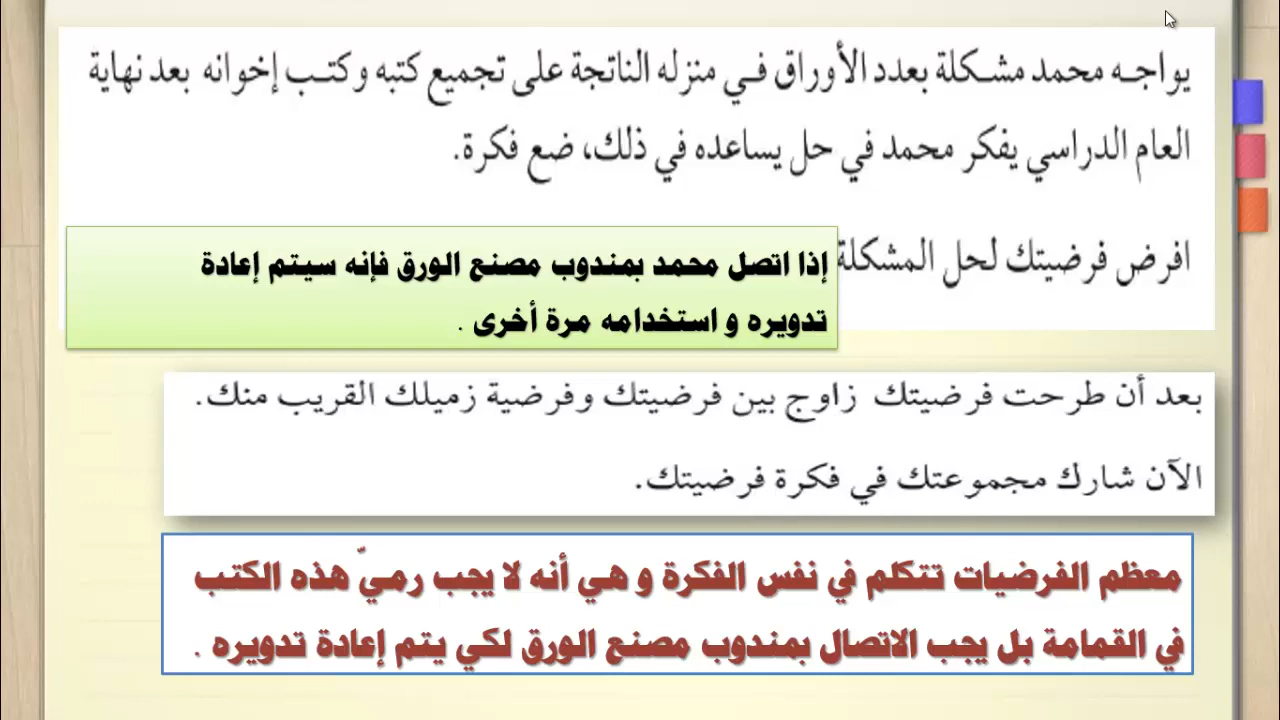 يواجه محمد مشكلة بعدد الأوراق في منزله الناتجة على تجميع كتبه وكتب إخوانه بعد نهاية
العام الدراسي يفكر محمد في حل يساعده في ذلك، ضع فكرة.
افرض فرضيتك لحل المشكلة
إذا اتصل محمد بمندوب مصنع الورق فإنه سيتم إعادة
تدويره و استخدامه مرة أخرى .
بعد أن طرحت فرضيتك زاوج بين فرضيتك وفرضية زميلك القريب منك.
الآن شارك مجموعتك في فكرة فرضيتك.
معظم الفرضيات تتكلم في نفس الفكرة و هي أنه لا يجب رميّ هذه الكتب
في القمامة بل يجب الاتصال بمندوب مصنع الورق لكي يتم إعادة تدويره .